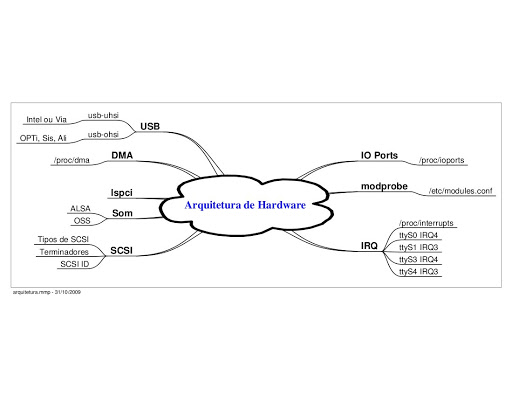 Intel ou Via
usb-uhsi
OPTi, Sis, Ali
usb-ohsi
USB
/proc/dma
DMA
lspci
ALSA
OSS
Som
Tipos de SCSI
Terminadores
SCSI ID
SCSI
Arquitetura de Hardware
IO Ports
/proc/ioports
modprobe
/etc/modules.conf
IRQ
/proc/interrupts
ttyS0 IRQ4
ttyS1 IRQ3
ttyS3 IRQ4
ttyS4 IRQ3
arquitetura.mmp - 31/10/2009